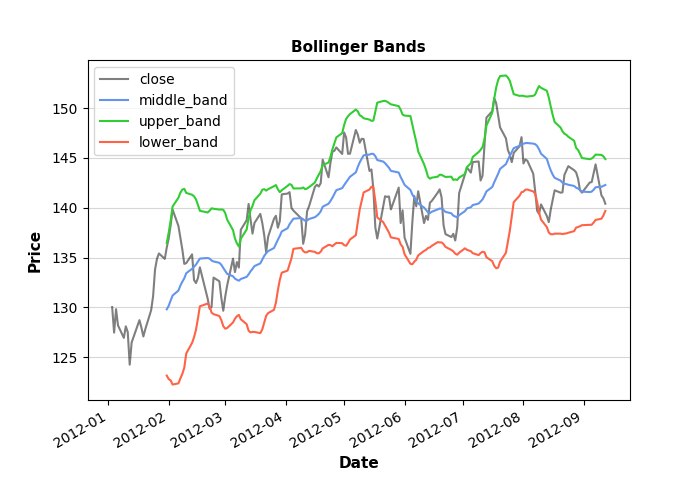 Bollinger Bands
close
middle_band
upper_band
lower_band
Price
150
145
140
135
130
125
2012-01
2012-02
2012-03
2012-04
2012-05
2012-06
2012-07
2012-08
2012-09
Date